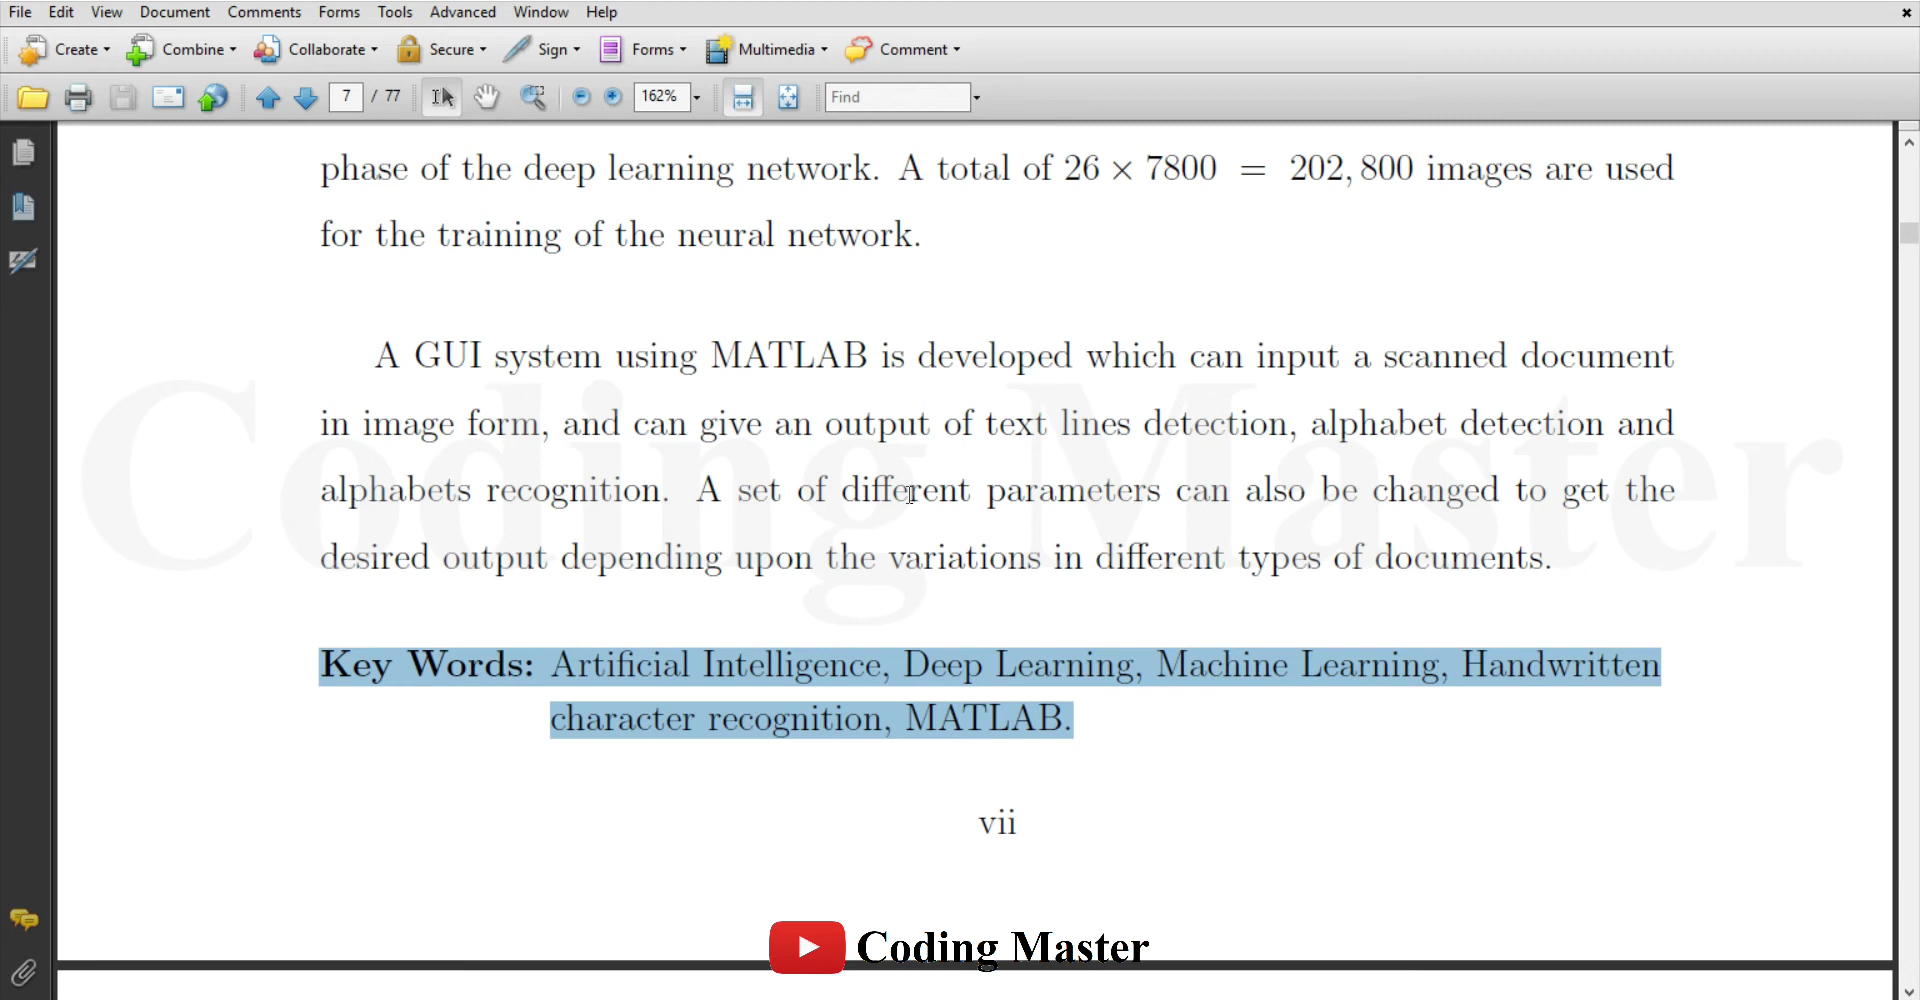 File Edit View Document Comments Forms Tools Advanced Window Help
Create Combine Collaborate Secure Sign Forms Multimedia Comment
7 / 77 162% Find
phase of the deep learning network. A total of 26 × 7800 = 202, 800 images are used
for the training of the neural network.
A GUI system using MATLAB is developed which can input a scanned document
in image form, and can give an output of text lines detection, alphabet detection and
alphabets recognition. A set of different parameters can also be changed to get the
desired output depending upon the variations in different types of documents.
Coding Master
Key Words: Artificial Intelligence, Deep Learning, Machine Learning, Handwritten
character recognition, MATLAB.
vii
Coding Master